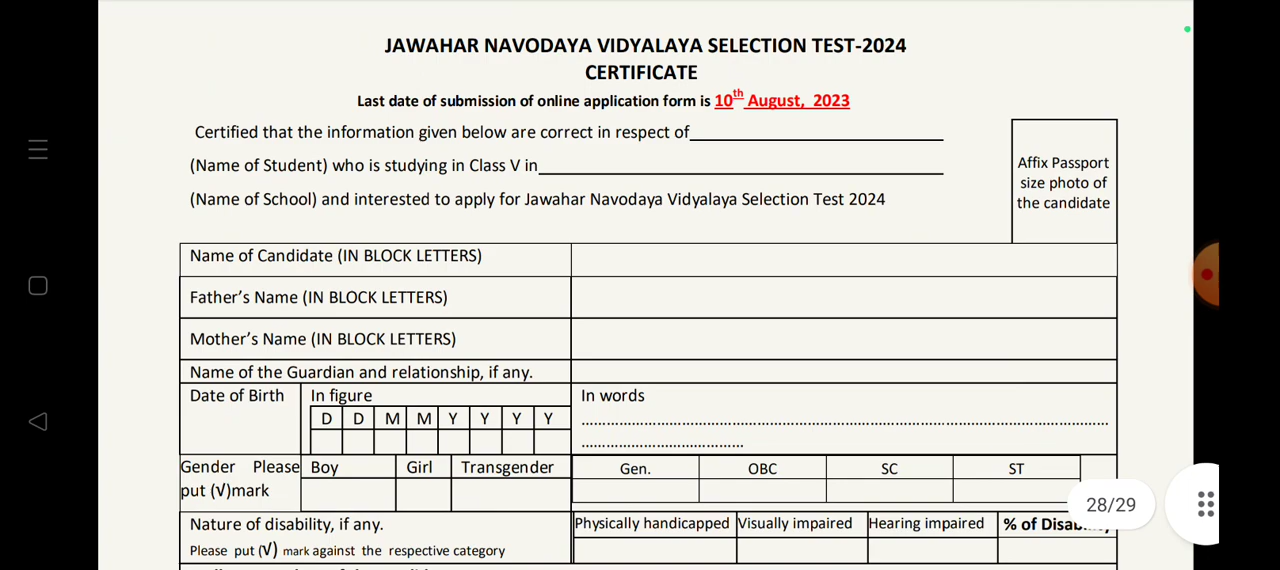 JAWAHAR NAVODAYA VIDYALAYA SELECTION TEST-2024
CERTIFICATE
Last date of submission of online application form is 10th August, 2023
Certified that the information given below are correct in respect of
(Name of Student) who is studying in Class V in
(Name of School) and interested to apply for Jawahar Navodaya Vidyalaya Selection Test 2024
Affix Passport
size photo of
the candidate
Name of Candidate (IN BLOCK LETTERS)
Father's Name (IN BLOCK LETTERS)
Mother's Name (IN BLOCK LETTERS)
Name of the Guardian and relationship, if any.
Date of Birth In figure In words
D D M M Y Y Y Y
Gender Please Boy Girl Transgender Gen. OBC SC ST
put (√)mark
28/29
Nature of disability, if any. Physically handicapped Visually impaired Hearing impaired % of
Please put (√) mark against the respective category